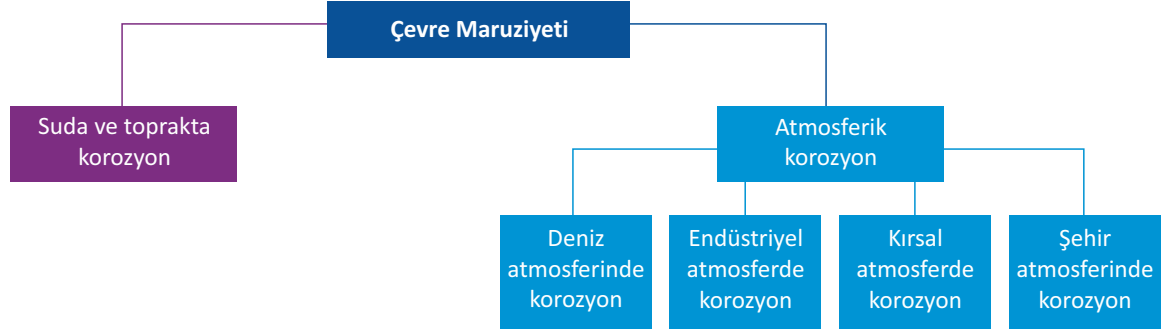 Çevre Maruziyeti
Suda ve toprakta
korozyon
Atmosferik
korozyon
Deniz
atmosferinde
korozyon
Endüstriyel
atmosferde
korozyon
Kırsal
atmosferde
korozyon
Şehir
atmosferinde
korozyon